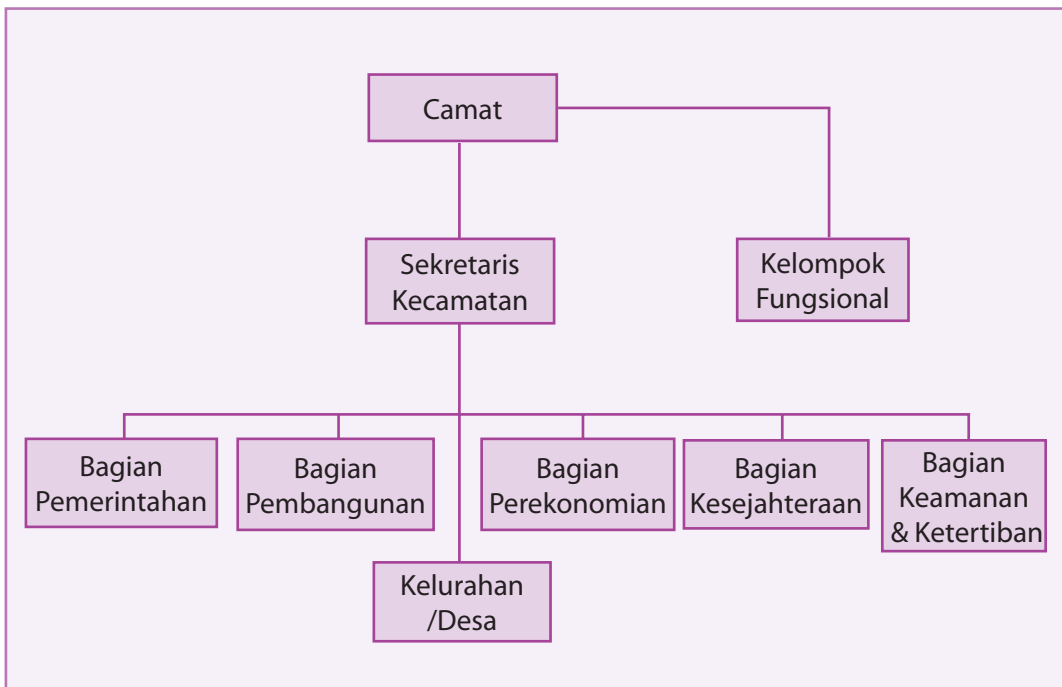 Camat
Sekretaris
Kecamatan
Kelompok
Fungsional
Bagian
Pemerintahan
Bagian
Pembangunan
Bagian
Perekonomian
Bagian
Kesejahteraan
Bagian
Keamanan
& Ketertiban
Kelurahan
/Desa